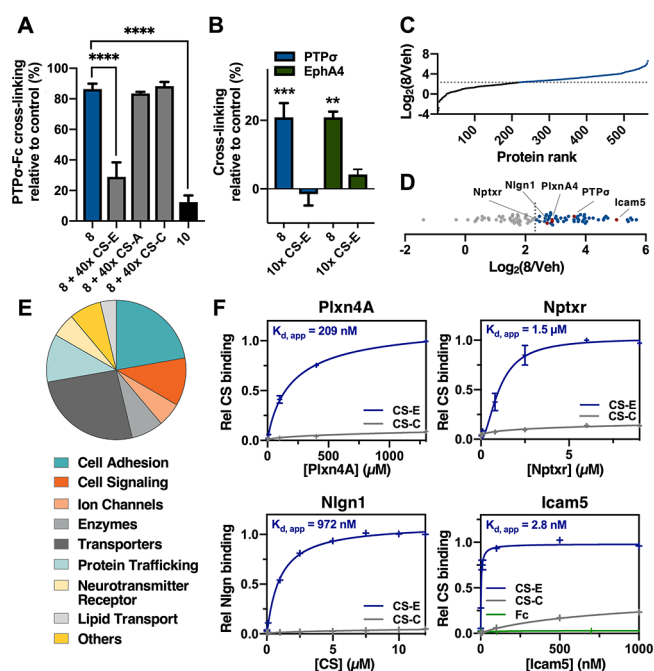 A
****
****
PTPσ-Fc cross-linking
relative to control (%)
100
80
60
40
20
0
8
8 + 40x CS-E
8 + 40x CS-A
8 + 40x CS-C
10
B
PTPσ
EphA4
Cross-linking
relative to control (%)
40
20
0
***
**
8
10x CS-E
8
10x CS-E
C
Log₂(8/Veh)
8
4
0
-4
100
300
500
Protein rank
D
Nptxr
Nlgn1
PlxnA4
PTPσ
Icam5
-2
0
2
4
6
Log₂(8/Veh)
E
Cell Adhesion
Cell Signaling
Ion Channels
Enzymes
Transporters
Protein Trafficking
Neurotransmitter
Receptor
Lipid Transport
Others
F
Plxn4A
Rel CS binding
1.0
0.5
0.0
K d, app = 209 nM
CS-E
CS-C
0
500
1000
[Plxn4A] (µM)
Nptxr
Rel CS binding
1.0
0.5
0.0
K d, app = 1.5 µM
CS-E
CS-C
0
5
[Nptxr] (µM)
Nlgn1
Rel Nlgn binding
1.0
0.5
0.0
K d, app = 972 nM
CS-E
CS-C
0
5
10
[CS] (µM)
Icam5
Rel CS binding
1.0
0.5
0.0
K d, app = 2.8 nM
CS-E
CS-C
Fc
0
500
1000
[Icam5] (nM)